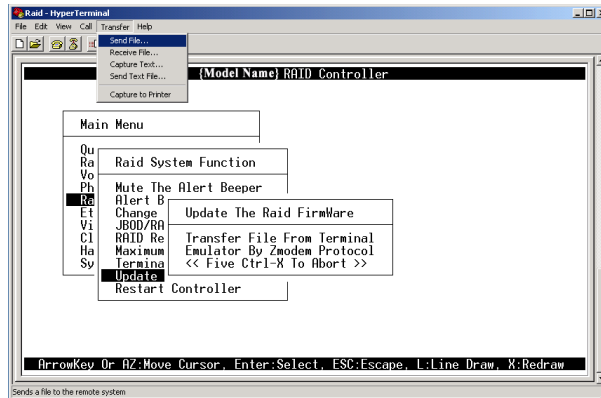 Raid - HyperTerminal
File Edit View Call Transfer Help
Send File...
Receive File...
Capture Text...
Send Text File...
Capture to Printer
{Model Name} RAID Controller
Main Menu
Qu
Ra
Vo
Ph
Ra
Et
Vi
Cl
Ha
Sy
Raid System Function
Mute The Alert Beeper
Alert B
Change
JBOD/RA
RAID Re
Maximum
Termina
Update
Restart Controller
Update The Raid FirmWare
Transfer File From Terminal
Emulator By Zmodem Protocol
<< Five Ctrl-X To Abort >>
ArrowKey Or AZ:Move Cursor, Enter:Select, ESC:Escape, L:Line Draw, X:Redraw
Sends a file to the remote system